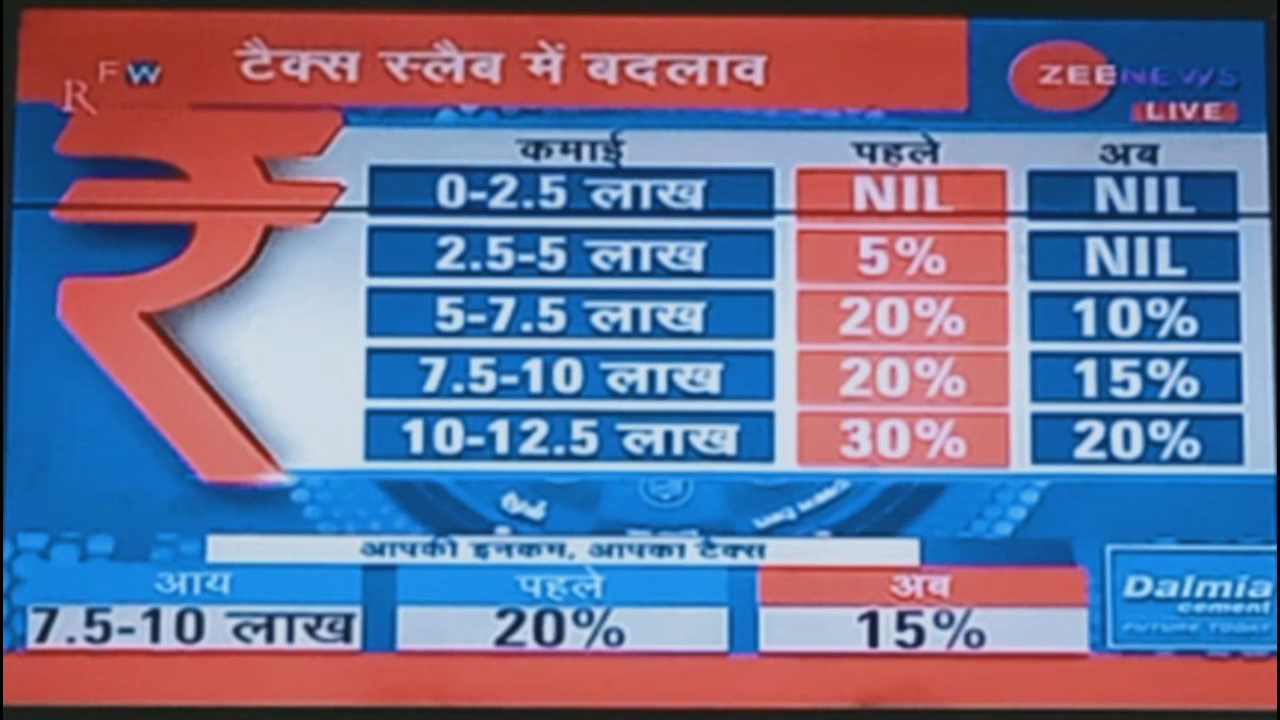 टैक्स स्लैब में बदलाव
R F W
ZEE NEWS
LIVE
कमाई पहले अब
0-2.5 लाख NIL NIL
2.5-5 लाख 5% NIL
5-7.5 लाख 20% 10%
7.5-10 लाख 20% 15%
10-12.5 लाख 30% 20%
आपकी इनकम, आपका टैक्स
आय पहले अब
7.5-10 लाख 20% 15%
Dalmia
cement
FUTURE TODAY